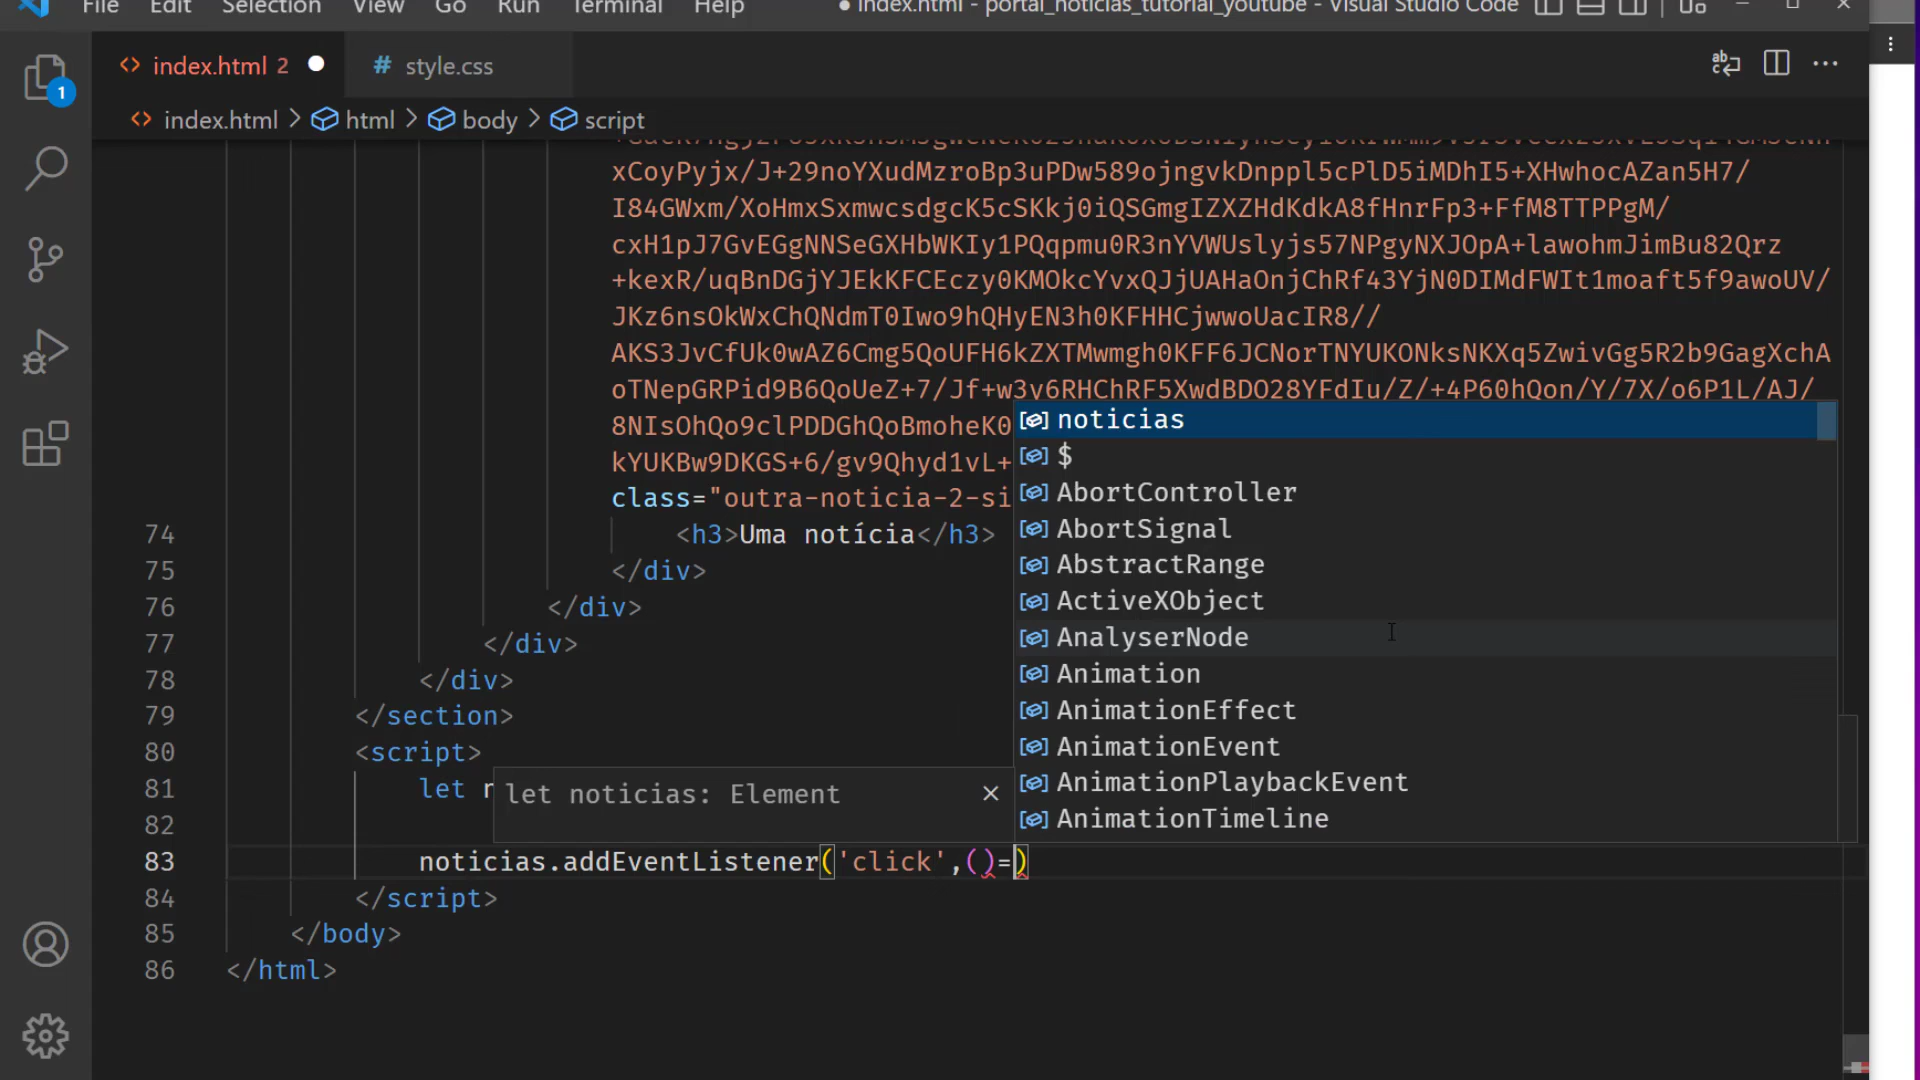 File Edit Selection View Go Run Terminal Help index.html - portal_noticias_tutorial_youtube - Visual Studio Code
index.html 2 # style.css
1
index.html > html > body > script
xCoyPyjx/J+29noYXudMzroBp3uPDw589ojngvkDnppl5cPlD5iMDhI5+XHwhocAZan5H7/
I84GWxm/XoHmxSxmwcsdgcK5cSKkj0iQSGmgIZXZHdKdkA8fHnrFp3+FfM8TTPPgM/
cxH1pJ7GvEGgNNSeGXHbWKIy1PQqpmu0R3nYVWUslyjs57NPgyNXJOpA+lawohmJimBu82Qrz
+kexR/uqBnDGjYJEkKFCEczy0KMOkcYvxQJjUAHaOnjChRf43YjN0DIMdFWIt1moaft5f9awoUV/
JKz6nsOkWxChQNdmT0Iwo9hQHyEN3h0KFHHCjwwoUacIR8//
AKS3JvCfUk0wAZ6Cmg5QoUFH6kZXTMwmgh0KFF6JCNorTNYUKONksNKXq5ZwivGg5R2b9GagXchA
oTNepGRPid9B6QoUeZ+7/Jf+w3y6RHChRF5XwdBDO28YFdIu/Z/+4P60hQon/Y/7X/o6P1L/AJ/
8NIsOhQo9clPDDGhQoBmoheK0
kYUKBw9DKGS+6/gv9Qhyd1vL+
class="outra-noticia-2-si
noticias
$
AbortController
AbortSignal
AbstractRange
ActiveXObject
AnalyserNode
Animation
AnimationEffect
AnimationEvent
AnimationPlaybackEvent
AnimationTimeline
74 <h3>Uma notícia</h3>
75 </div>
76 </div>
77 </div>
78 </div>
79 </section>
80 <script>
81 let
let noticias: Element
82
83 noticias.addEventListener('click',()=)
84 </script>
85 </body>
86 </html>